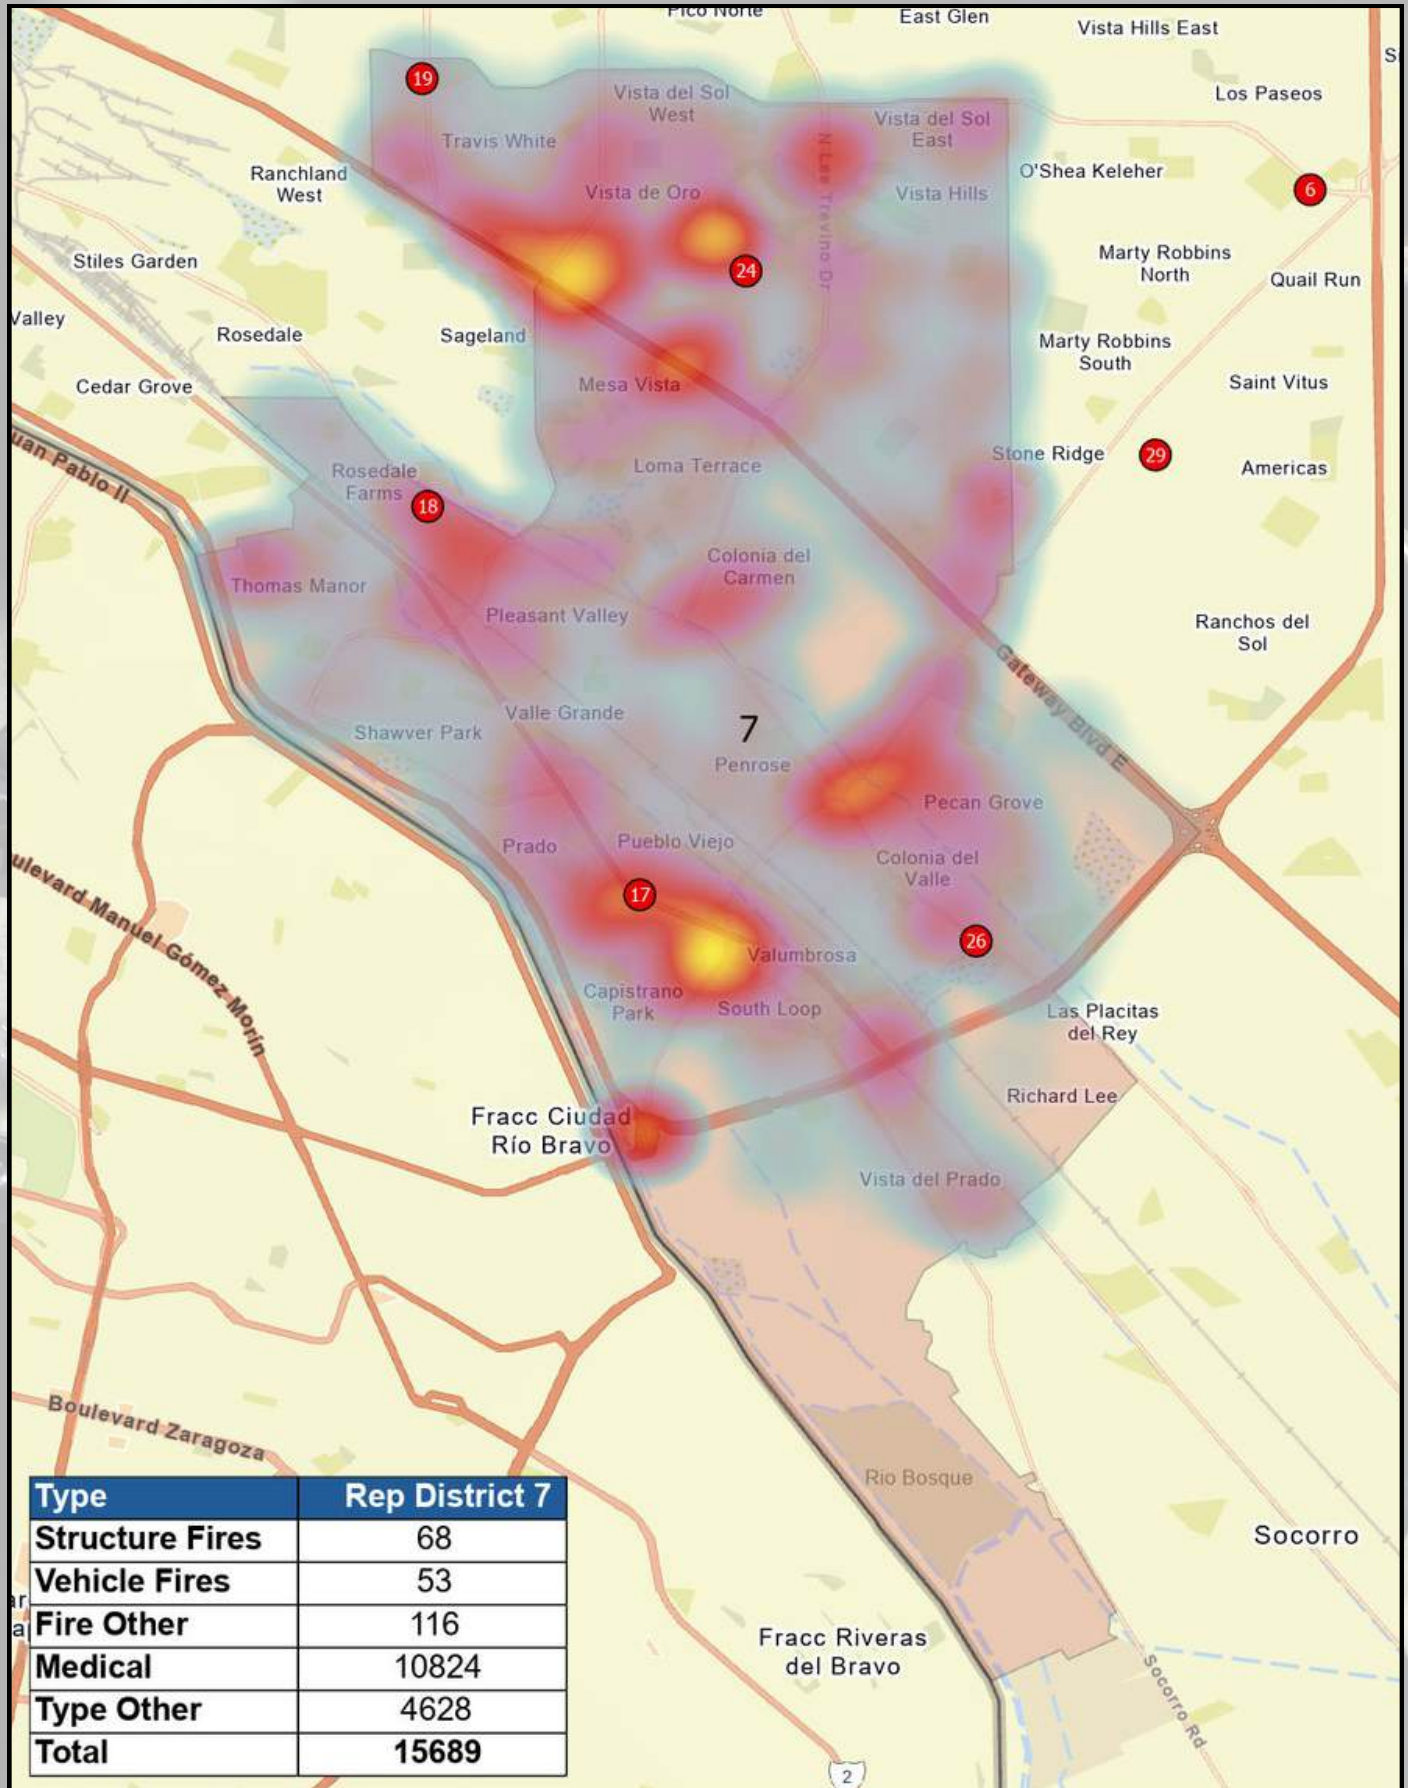 Pico Norte
East Glen
Vista Hills East
Los Paseos
19
Vista del Sol
West
Travis White
N Lee Trevino Dr
Vista del Sol
East
O'Shea Keleher
Ranchland
West
Vista de Oro
Vista Hills
6
Stiles Garden
24
Marty Robbins
North
Quail Run
Valley
Rosedale
Sageland
Marty Robbins
South
Cedar Grove
Mesa Vista
Saint Vitus
uan Pablo II
Rosedale
Farms
Loma Terrace
Stone Ridge
29
Americas
18
Thomas Manor
Colonia del
Carmen
Pleasant Valley
Ranchos del
Sol
Gateway Blvd E
Valle Grande
Shawver Park
7
Penrose
Pecan Grove
Prado
Pueblo Viejo
Colonia del
Valle
ulevard Manuel Gómez Morín
17
26
Valumbrosa
Capistrano
Park
South Loop
Las Placitas
del Rey
Richard Lee
Fracc Ciudad
Río Bravo
Vista del Prado
Boulevard Zaragoza
Rio Bosque
Socorro
Fracc Riveras
del Bravo
Socorro Rd
2
Type Rep District 7
Structure Fires 68
Vehicle Fires 53
Fire Other 116
Medical 10824
Type Other 4628
Total 15689